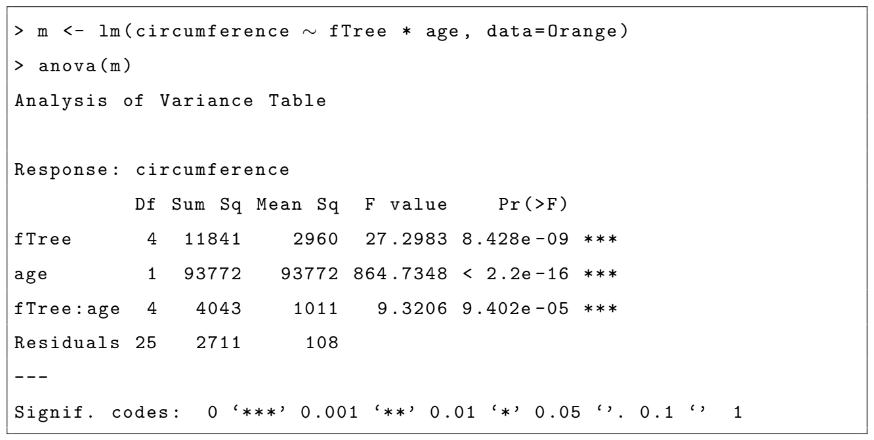 > m <- lm(circumference ∼ fTree * age, data=Orange)
> anova(m)
Analysis of Variance Table

Response: circumference
          Df Sum Sq Mean Sq  F value    Pr(>F)
fTree      4  11841    2960  27.2983 8.428e-09 ***
age        1  93772   93772 864.7348 < 2.2e-16 ***
fTree:age  4   4043    1011   9.3206 9.402e-05 ***
Residuals 25   2711     108
---
Signif. codes:  0 ‘***’ 0.001 ‘**’ 0.01 ‘*’ 0.05 ‘’. 0.1 ‘’  1